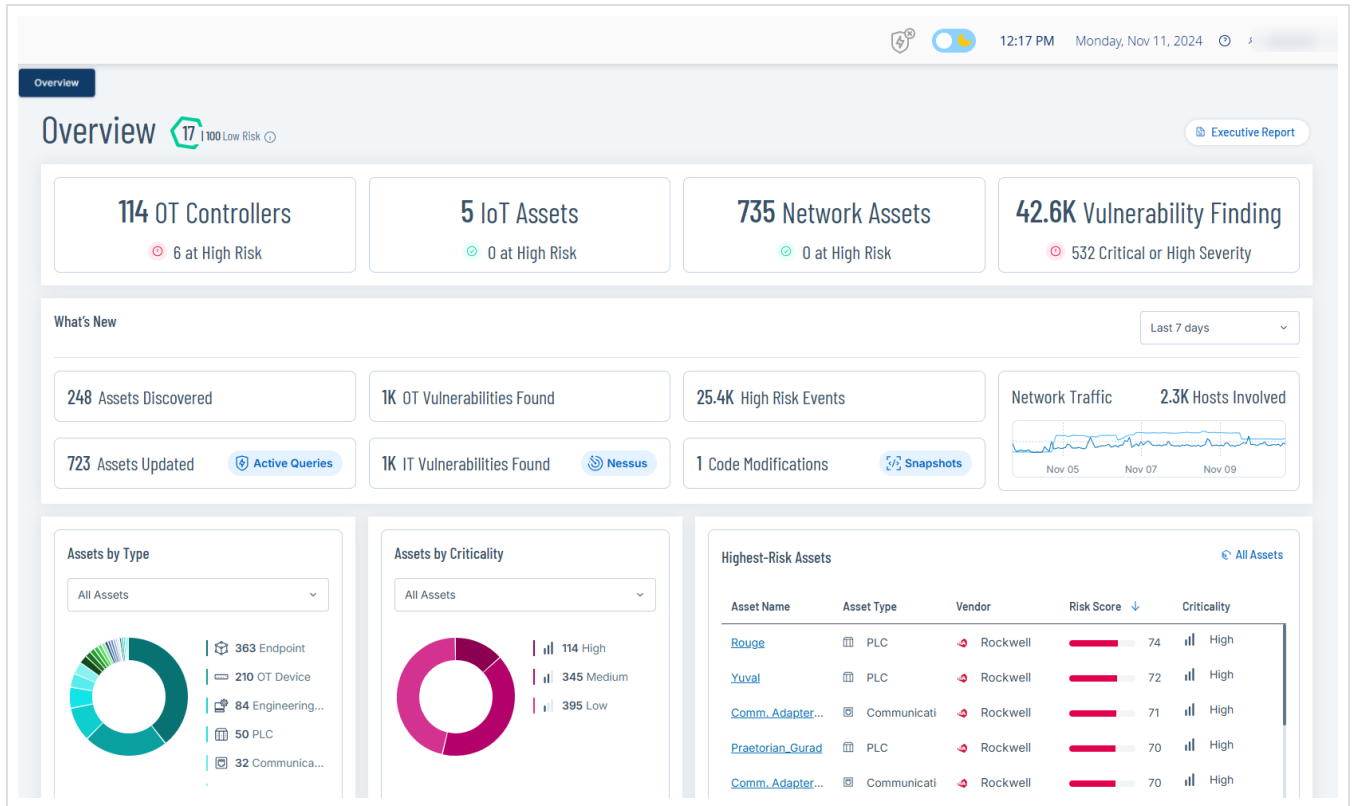 12:17 PM Monday, Nov 11, 2024
Overview
Overview 17 | 100 Low Risk
Executive Report
114 OT Controllers
6 at High Risk
5 IoT Assets
0 at High Risk
735 Network Assets
0 at High Risk
42.6K Vulnerability Finding
532 Critical or High Severity
What's New
Last 7 days
248 Assets Discovered
1K OT Vulnerabilities Found
25.4K High Risk Events
Network Traffic 2.3K Hosts Involved
Nov 05 Nov 07 Nov 09
723 Assets Updated Active Queries
1K IT Vulnerabilities Found Nessus
1 Code Modifications Snapshots
Assets by Type
All Assets
363 Endpoint
210 OT Device
84 Engineering...
50 PLC
32 Communica...
Assets by Criticality
All Assets
114 High
345 Medium
395 Low
Highest-Risk Assets All Assets
Asset Name Asset Type Vendor Risk Score Criticality
Rouge PLC Rockwell 74 High
Yuval PLC Rockwell 72 High
Comm. Adapter... Communicati Rockwell 71 High
Praetorian_Gurad PLC Rockwell 70 High
Comm. Adapter... Communicati Rockwell 70 High